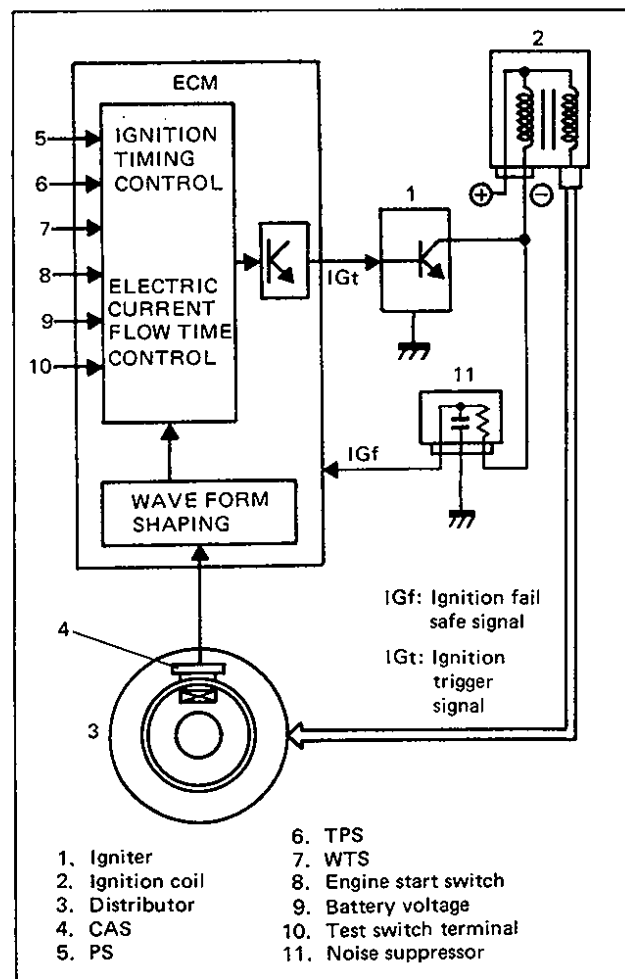 2
ECM
5
IGNITION
TIMING
CONTROL
6
7
8
ELECTRIC
CURRENT
FLOW TIME
CONTROL
9
10
IGt
1
+
−
11
IGf
WAVE FORM
SHAPING
IGf: Ignition fail
safe signal
IGt: Ignition
trigger
signal
4
3
1. Igniter
2. Ignition coil
3. Distributor
4. CAS
5. PS
6. TPS
7. WTS
8. Engine start switch
9. Battery voltage
10. Test switch terminal
11. Noise suppressor